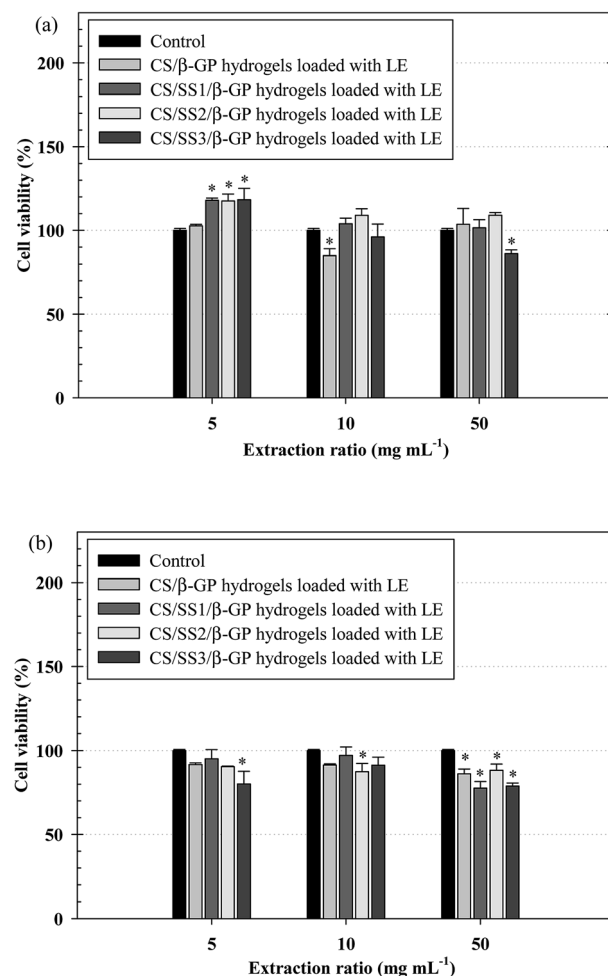 (a)
Control
CS/β-GP hydrogels loaded with LE
CS/SS1/β-GP hydrogels loaded with LE
CS/SS2/β-GP hydrogels loaded with LE
CS/SS3/β-GP hydrogels loaded with LE
Cell viability (%)
200
150
100
50
0
* * *
*
*
5 10 50
Extraction ratio (mg mL⁻¹)
(b)
Control
CS/β-GP hydrogels loaded with LE
CS/SS1/β-GP hydrogels loaded with LE
CS/SS2/β-GP hydrogels loaded with LE
CS/SS3/β-GP hydrogels loaded with LE
Cell viability (%)
200
150
100
50
0
*
*
* * * *
5 10 50
Extraction ratio (mg mL⁻¹)